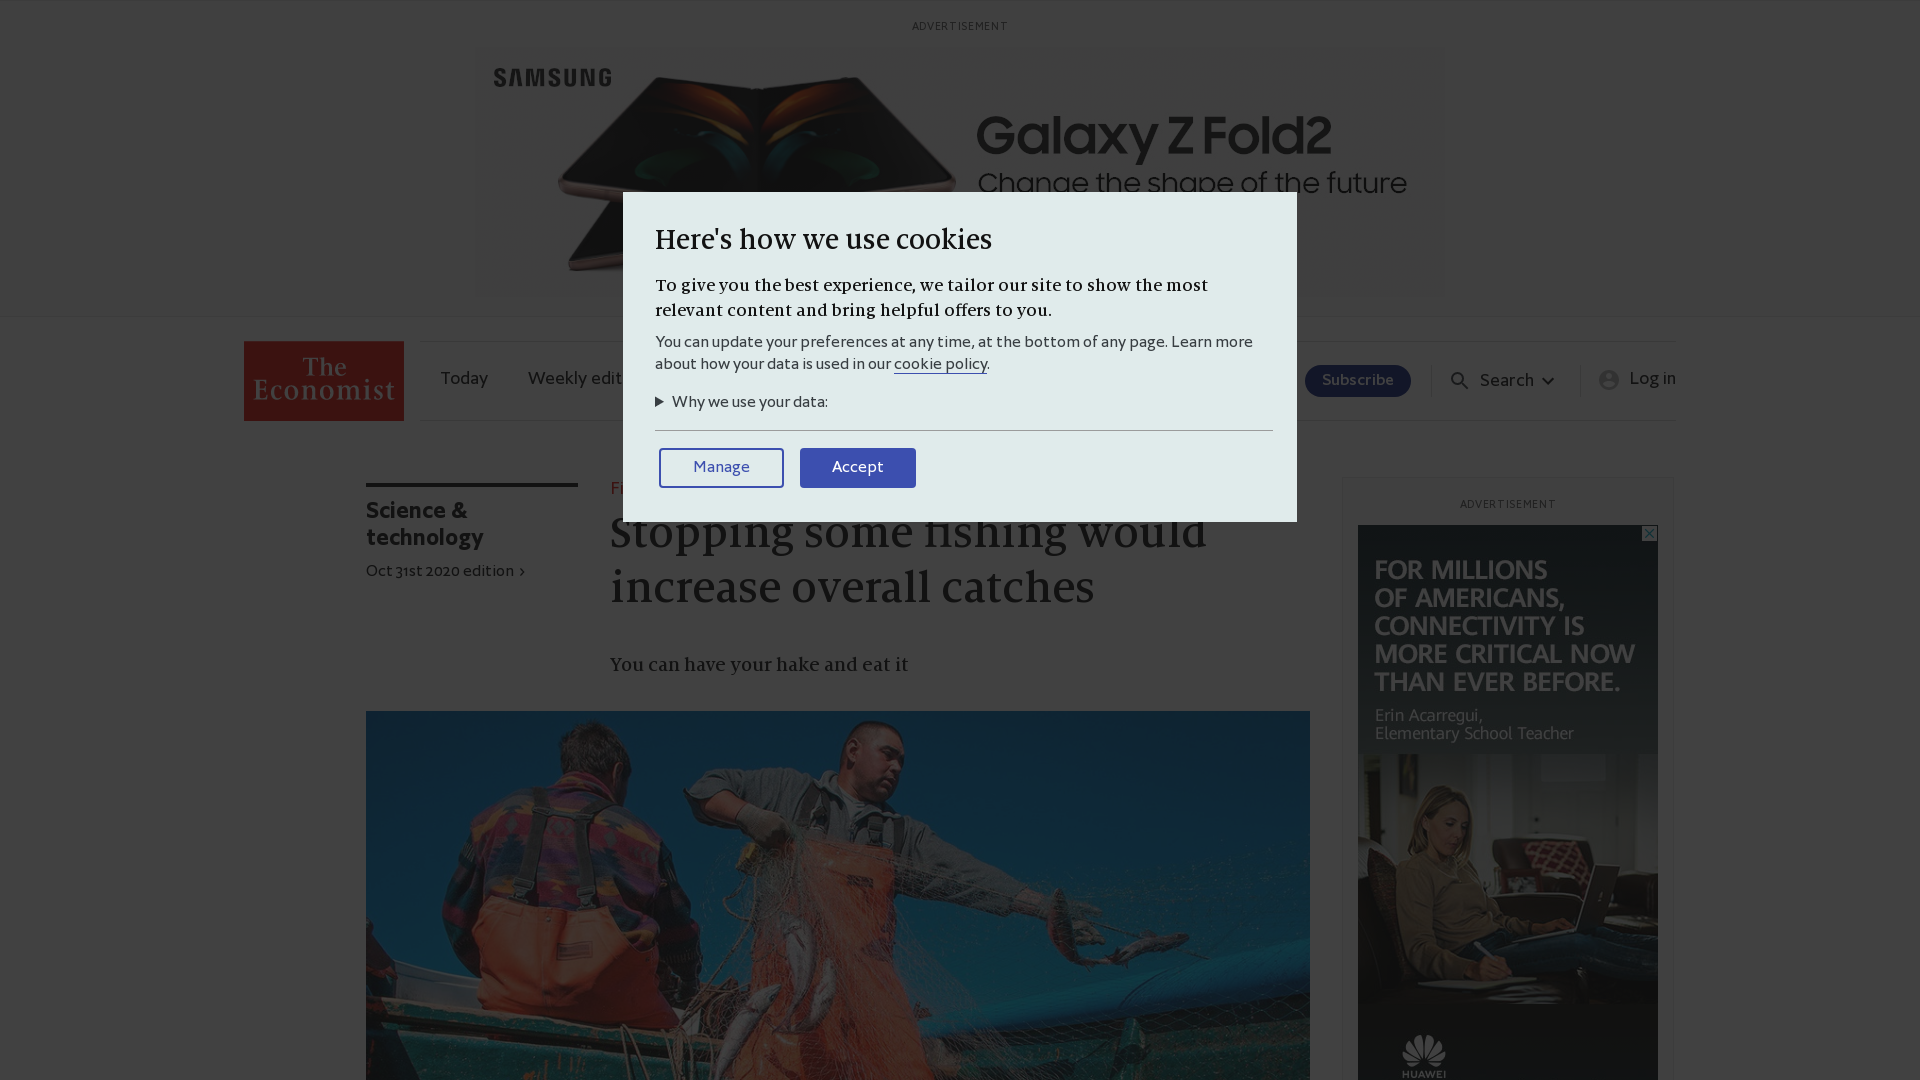 ADVERTISEMENT
SAMSUNG
Galaxy Z Fold2
Change the shape of the future
Here's how we use cookies
To give you the best experience, we tailor our site to show the most
relevant content and bring helpful offers to you.
You can update your preferences at any time, at the bottom of any page. Learn more
about how your data is used in our cookie policy.
Why we use your data:
Manage
Accept
The
Economist
Today
Weekly edit
Subscribe
Search
Log in
Science &
technology
Oct 31st 2020 edition
Stopping some fishing would
increase overall catches
You can have your hake and eat it
ADVERTISEMENT
FOR MILLIONS
OF AMERICANS,
CONNECTIVITY IS
MORE CRITICAL NOW
THAN EVER BEFORE.
Erin Acarregui,
Elementary School Teacher
HUAWEI